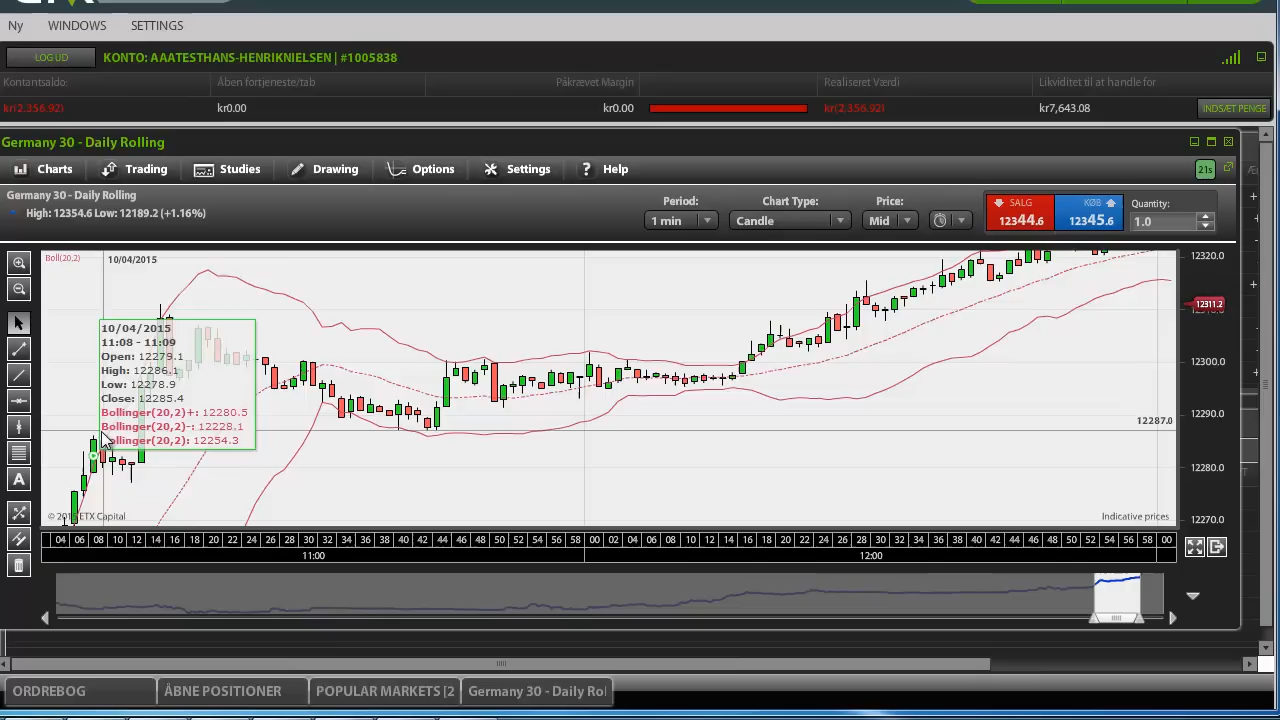 Ny WINDOWS SETTINGS
LOG UD KONTO: AAATESTHANS-HENRIKNIELSEN | #1005838
Kontantsaldo: Åben fortjeneste/tab Påkrævet Margin Realiseret Værdi Likviditet til at handle for
kr(2.356.92) kr0.00 kr0.00 kr(2.356.92) kr7,643.08 INDSÆT PENGE
Germany 30 - Daily Rolling
Charts Trading Studies Drawing Options Settings ? Help 21s
Germany 30 - Daily Rolling
High: 12354.6 Low: 12189.2 (+1.16%)
Period: Chart Type: Price:
1 min Candle Mid
SALG 12344.6 KØB 12345.6
Quantity:
1.0
Boll(20,2) 10/04/2015
10/04/2015
11:08 - 11:09
Open: 12279.1
High: 12286.1
Low: 12278.9
Close: 12285.4
Bollinger(20,2)+: 12280.5
Bollinger(20,2)-: 12228.1
Bollinger(20,2): 12254.3
12320.0
12311.2
12300.0
12290.0
12287.0
12280.0
12270.0
A
ETX Capital
Indicative prices
04 06 08 10 12 14 16 18 20 22 24 26 28 30 32 34 36 38 40 42 44 46 48 50 52 54 56 58 00 02 04 06 08 10 12 14 16 18 20 22 24 26 28 30 32 34 36 38 40 42 44 46 48 50 52 54 56 58 00
11:00 12:00
ORDREBOG ÅBNE POSITIONER POPULAR MARKETS [2 Germany 30 - Daily Rol